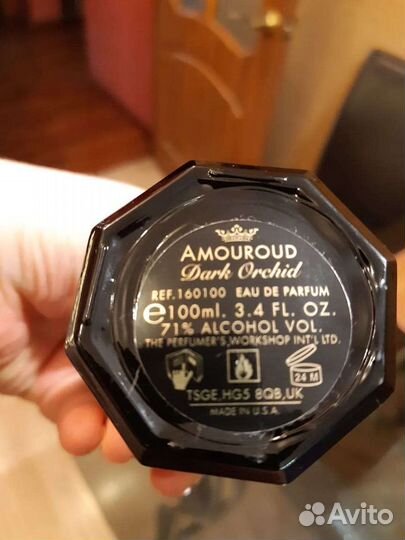 AMOUROUD
Dark Orchid
REF.160100 EAU DE PARFUM
℮100ml. 3.4 FL. OZ.
71% ALCOHOL VOL.
THE PERFUMER'S WORKSHOP INT'L LTD.
24 M
TSGE,HG5 8QB,UK
MADE IN U.S.A.
Avito